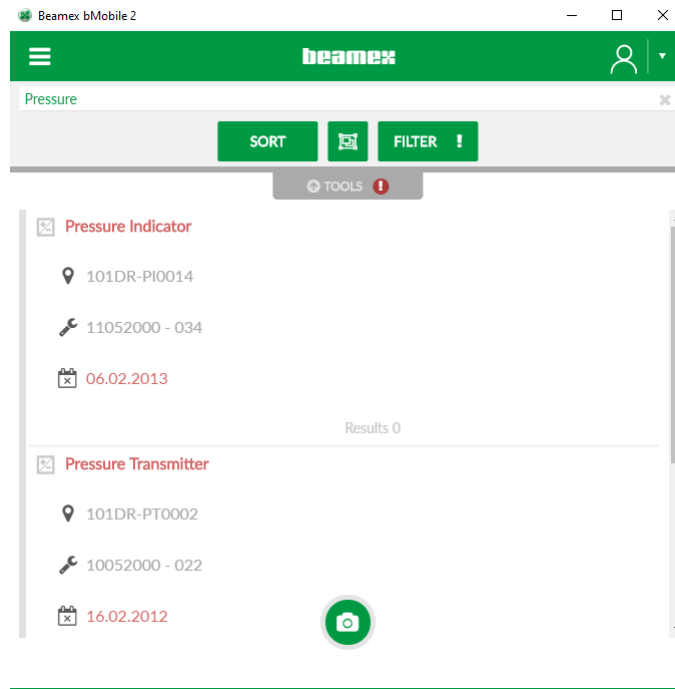 Beamex bMobile 2
beamex
Pressure
SORT
FILTER !
TOOLS !
Pressure Indicator
101DR-PI0014
11052000 - 034
06.02.2013
Results 0
Pressure Transmitter
101DR-PT0002
10052000 - 022
16.02.2012